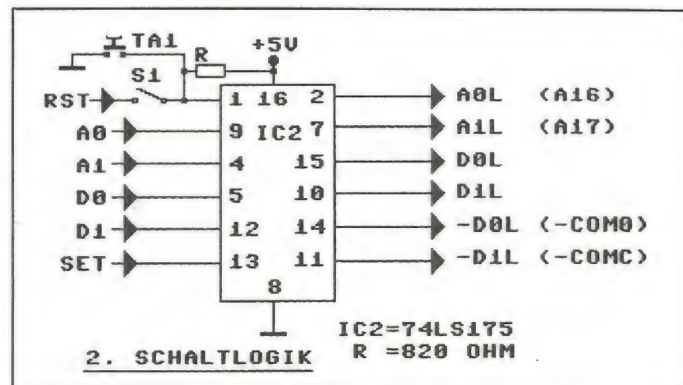 TA1
+5V
R
S1
RST 1 16 2 A0L (A16)
A0 9 IC2 7 A1L (A17)
A1 4 15 D0L
D0 5 10 D1L
D1 12 14 -D0L (-COM0)
SET 13 11 -D1L (-COMC)
8
IC2=74LS175
2. SCHALTLOGIK R =820 OHM